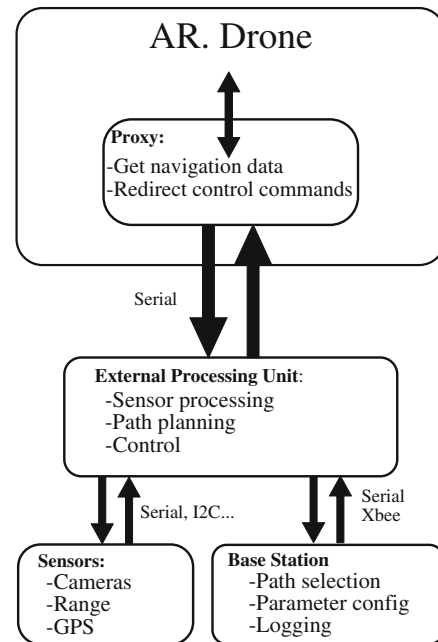 AR. Drone
Proxy:
-Get navigation data
-Redirect control commands
Serial
External Processing Unit:
-Sensor processing
-Path planning
-Control
Serial, I2C...
Serial
Xbee
Sensors:
-Cameras
-Range
-GPS
Base Station
-Path selection
-Parameter config
-Logging